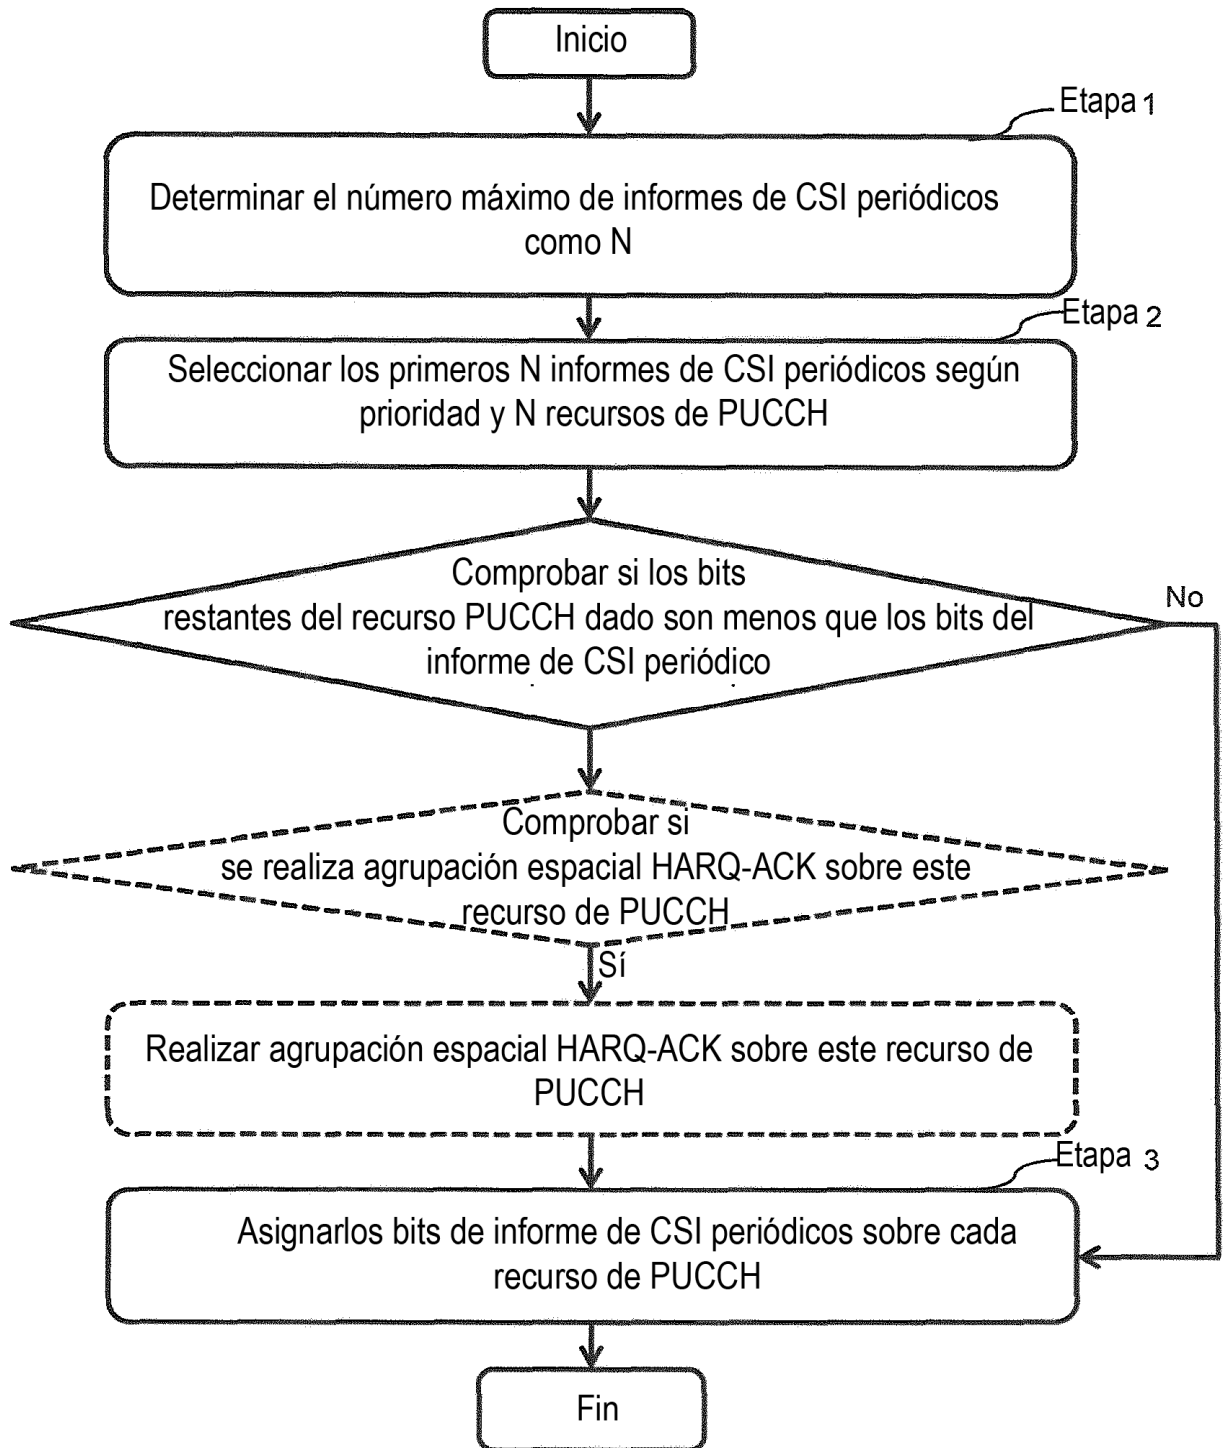 Inicio
Etapa 1
Determinar el número máximo de informes de CSI periódicos
como N
Etapa 2
Seleccionar los primeros N informes de CSI periódicos según
prioridad y N recursos de PUCCH
Comprobar si los bits
restantes del recurso PUCCH dado son menos que los bits del
informe de CSI periódico
No
Comprobar si
se realiza agrupación espacial HARQ-ACK sobre este
recurso de PUCCH
Sí
Realizar agrupación espacial HARQ-ACK sobre este recurso de
PUCCH
Etapa 3
Asignarlos bits de informe de CSI periódicos sobre cada
recurso de PUCCH
Fin